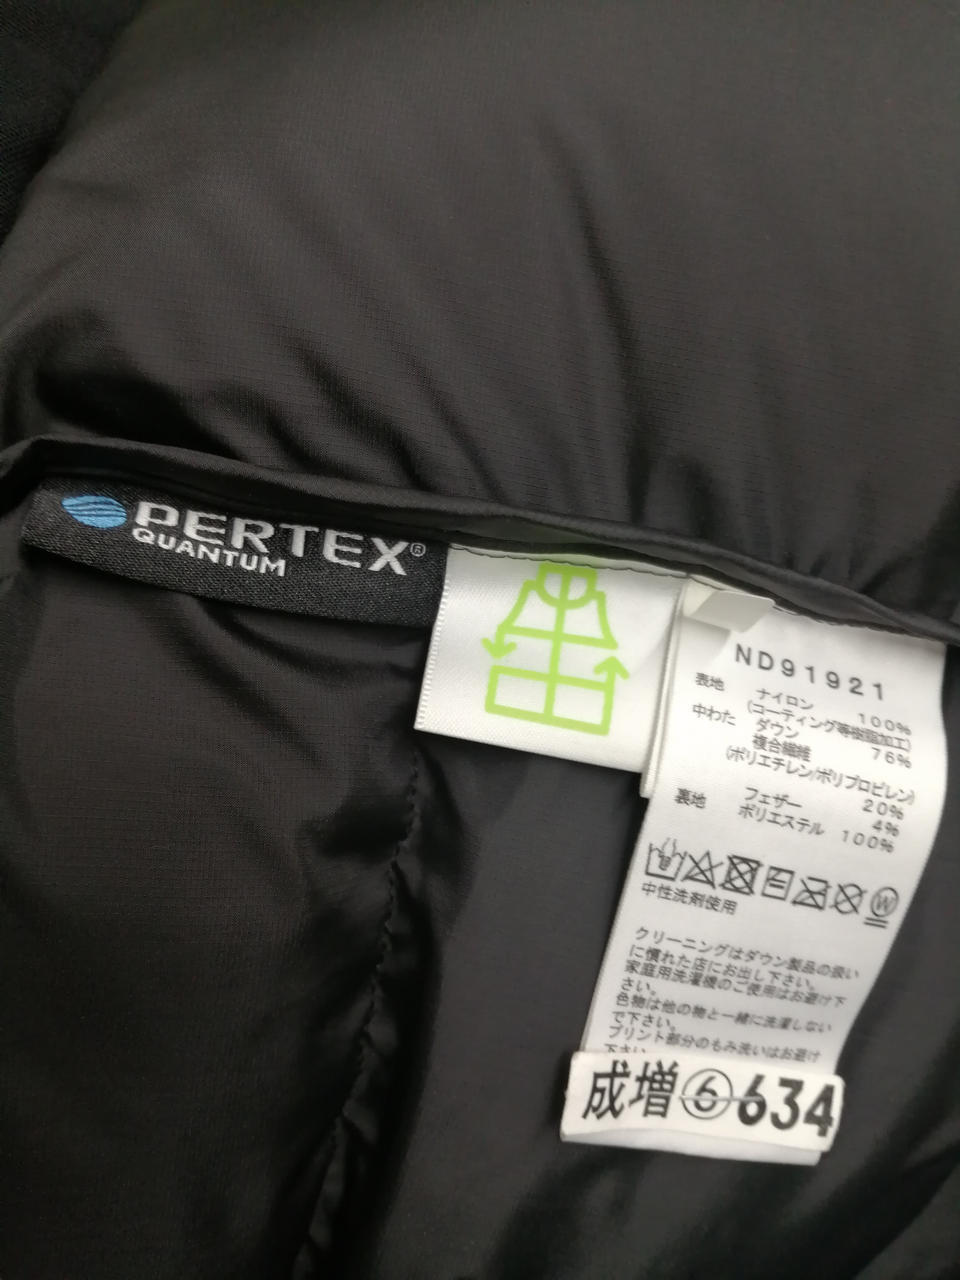 PERTEX®
QUANTUM
ND91921
表地 ナイロン 100%
(コーティング等樹脂加工)
中わた ダウン 76%
複合繊維
(ポリエチレン/ポリプロピレン)
20%
フェザー 4%
裏地 ポリエステル 100%
W
中性洗剤使用
クリーニングはダウン製品の扱い
に慣れた店にお出し下さい。
家庭用洗濯機のご使用はお避け下
さい。
色物は他の物と一緒に洗濯しない
で下さい。
プリント部分のもみ洗いはお避け
下さい
成増⑥634